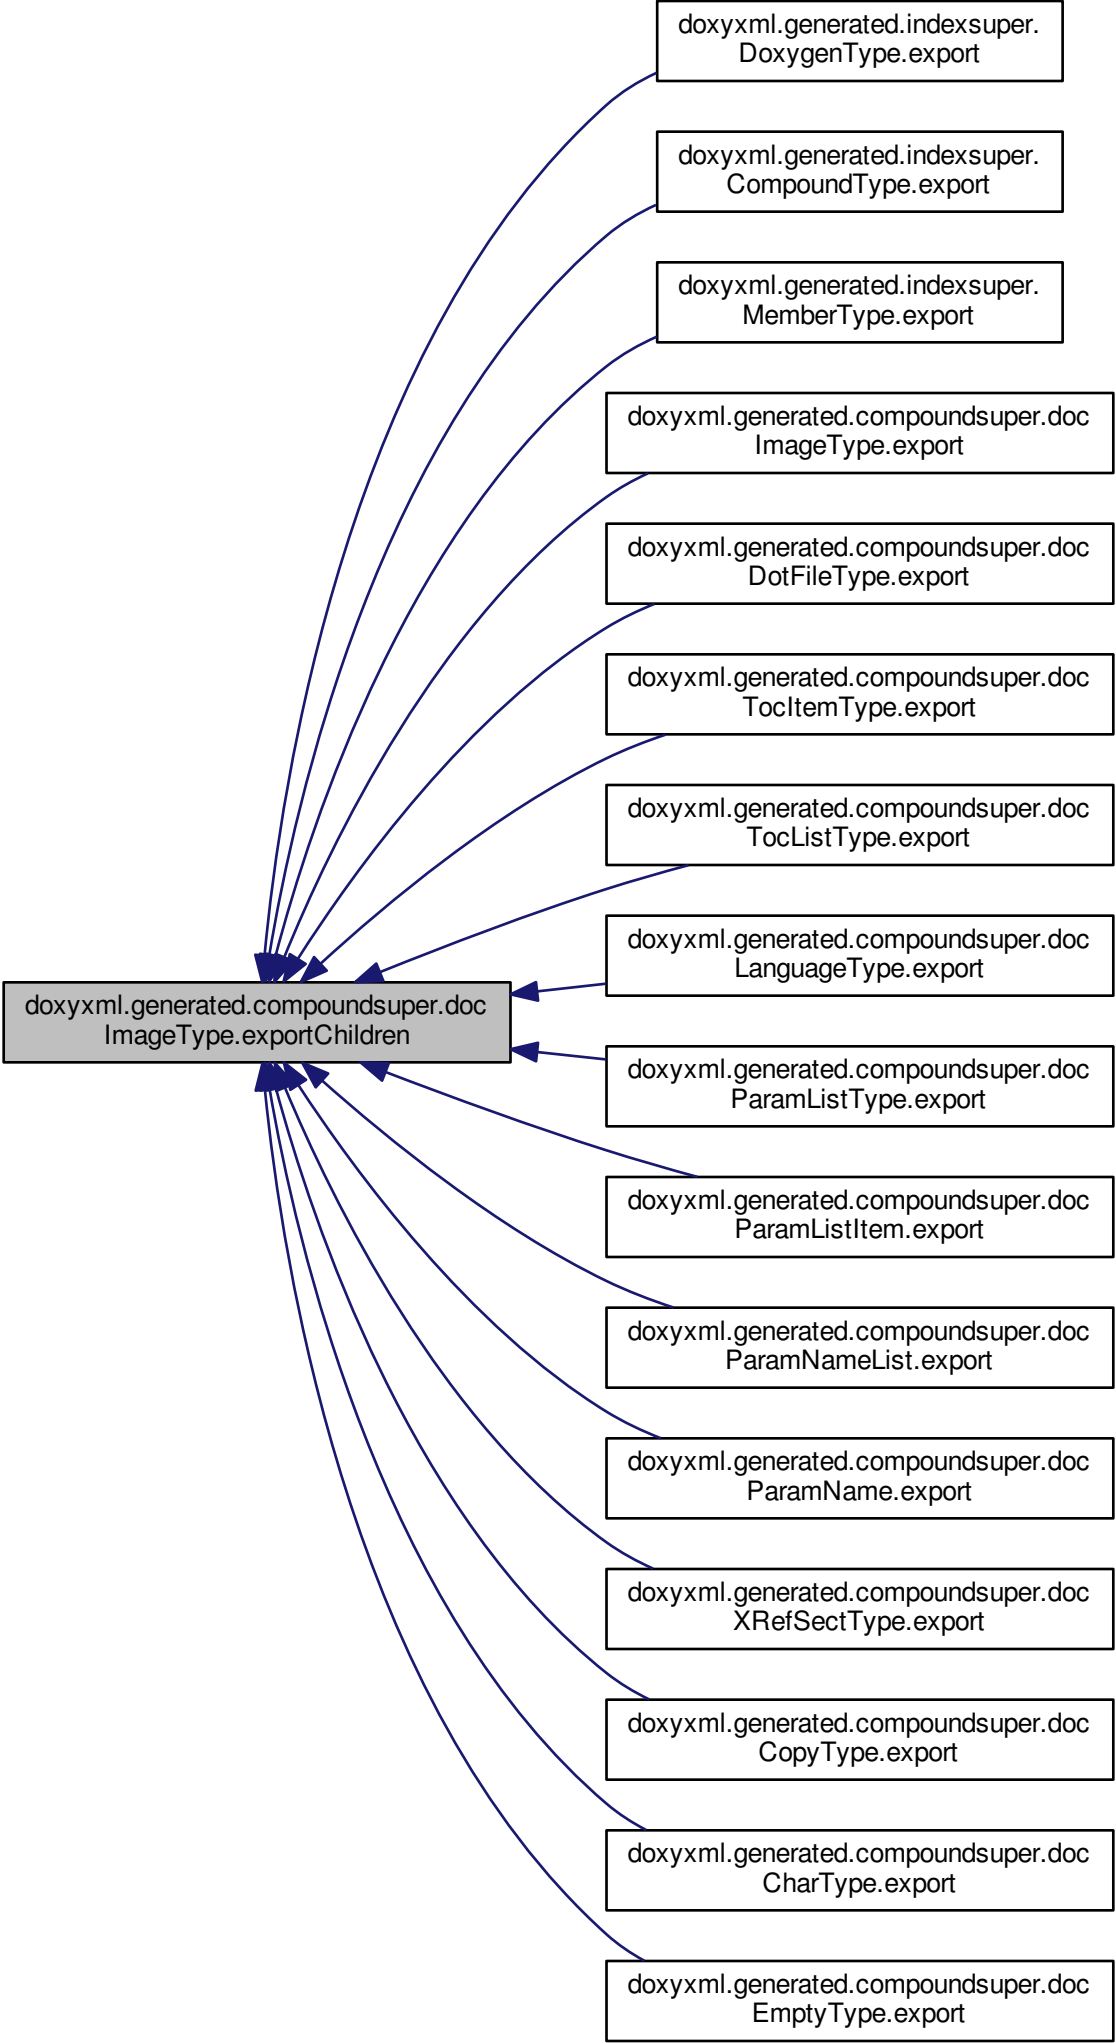 doxyxml.generated.indexsuper.
DoxygenType.export
doxyxml.generated.indexsuper.
CompoundType.export
doxyxml.generated.indexsuper.
MemberType.export
doxyxml.generated.compoundsuper.doc
ImageType.export
doxyxml.generated.compoundsuper.doc
DotFileType.export
doxyxml.generated.compoundsuper.doc
TocItemType.export
doxyxml.generated.compoundsuper.doc
TocListType.export
doxyxml.generated.compoundsuper.doc
LanguageType.export
doxyxml.generated.compoundsuper.doc
ImageType.exportChildren
doxyxml.generated.compoundsuper.doc
ParamListType.export
doxyxml.generated.compoundsuper.doc
ParamListItem.export
doxyxml.generated.compoundsuper.doc
ParamNameList.export
doxyxml.generated.compoundsuper.doc
ParamName.export
doxyxml.generated.compoundsuper.doc
XRefSectType.export
doxyxml.generated.compoundsuper.doc
CopyType.export
doxyxml.generated.compoundsuper.doc
CharType.export
doxyxml.generated.compoundsuper.doc
EmptyType.export